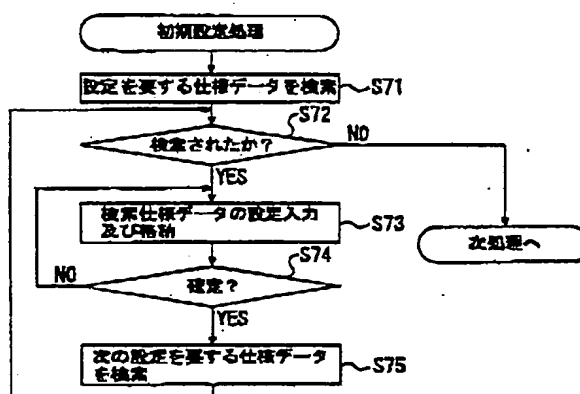 初期設定処理
設定を要する仕様データを検索
S71
S72
検索されたか?
NO
YES
検索仕様データの設定入力
及び格納
S73
次処理へ
S74
NO
確定?
YES
次の設定を要する仕様データ
を検索
S75